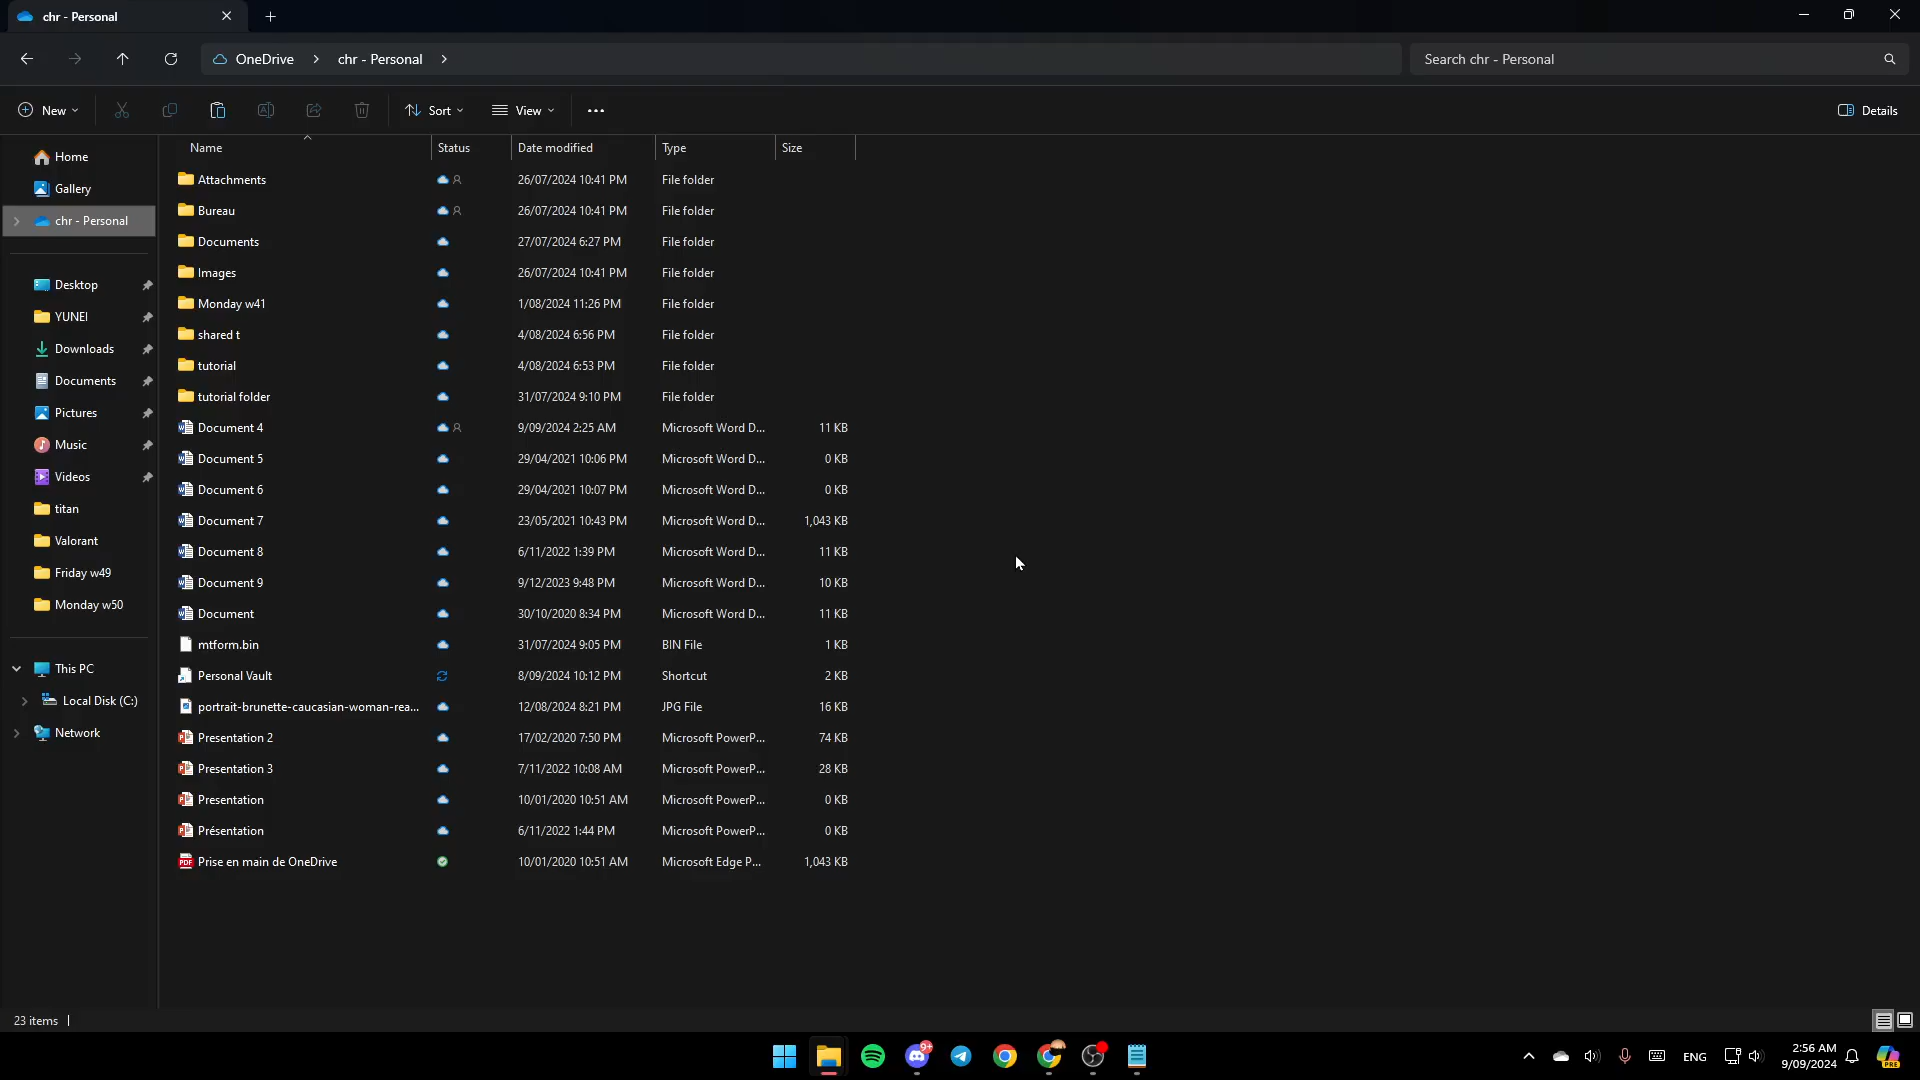 chr - Personal
OneDrive > chr - Personal >
Search chr - Personal
New
Sort
View
Details
Name Status Date modified Type Size
Home
Gallery
chr - Personal
Desktop
YUNEI
Downloads
Documents
Pictures
Music
Videos
titan
Valorant
Friday w49
Monday w50
This PC
Local Disk (C:)
Network
Attachments 26/07/2024 10:41 PM File folder
Bureau 26/07/2024 10:41 PM File folder
Documents 27/07/2024 6:27 PM File folder
Images 26/07/2024 10:41 PM File folder
Monday w41 1/08/2024 11:26 PM File folder
shared t 4/08/2024 6:56 PM File folder
tutorial 4/08/2024 6:53 PM File folder
tutorial folder 31/07/2024 9:10 PM File folder
Document 4 9/09/2024 2:25 AM Microsoft Word D... 11 KB
Document 5 29/04/2021 10:06 PM Microsoft Word D... 0 KB
Document 6 29/04/2021 10:07 PM Microsoft Word D... 0 KB
Document 7 23/05/2021 10:43 PM Microsoft Word D... 1,043 KB
Document 8 6/11/2022 1:39 PM Microsoft Word D... 11 KB
Document 9 9/12/2023 9:48 PM Microsoft Word D... 10 KB
Document 30/10/2020 8:34 PM Microsoft Word D... 11 KB
mtform.bin 31/07/2024 9:05 PM BIN File 1 KB
Personal Vault 8/09/2024 10:12 PM Shortcut 2 KB
portrait-brunette-caucasian-woman-rea... 12/08/2024 8:21 PM JPG File 16 KB
Presentation 2 17/02/2020 7:50 PM Microsoft PowerP... 74 KB
Presentation 3 7/11/2022 10:08 AM Microsoft PowerP... 28 KB
Presentation 10/01/2020 10:51 AM Microsoft PowerP... 0 KB
Présentation 6/11/2022 1:44 PM Microsoft PowerP... 0 KB
Prise en main de OneDrive 10/01/2020 10:51 AM Microsoft Edge P... 1,043 KB
23 items
9+
ENG
2:56 AM
9/09/2024
PRE